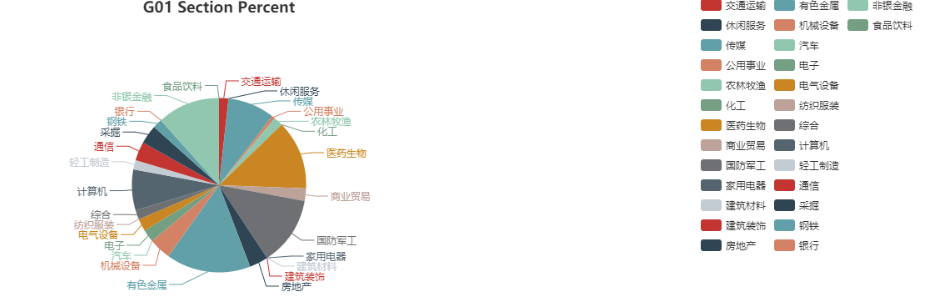 G01 Section Percent
交通运输
休闲服务
传媒
公用事业
农林牧渔
化工
医药生物
商业贸易
国防军工
家用电器
建筑材料
建筑装饰
房地产
有色金属
机械设备
汽车
电子
电气设备
纺织服装
综合
计算机
轻工制造
通信
采掘
钢铁
银行
非银金融
食品饮料
交通运输 有色金属 非银金融
休闲服务 机械设备 食品饮料
传媒 汽车
公用事业 电子
农林牧渔 电气设备
化工 纺织服装
医药生物 综合
商业贸易 计算机
国防军工 轻工制造
家用电器 通信
建筑材料 采掘
建筑装饰 钢铁
房地产 银行